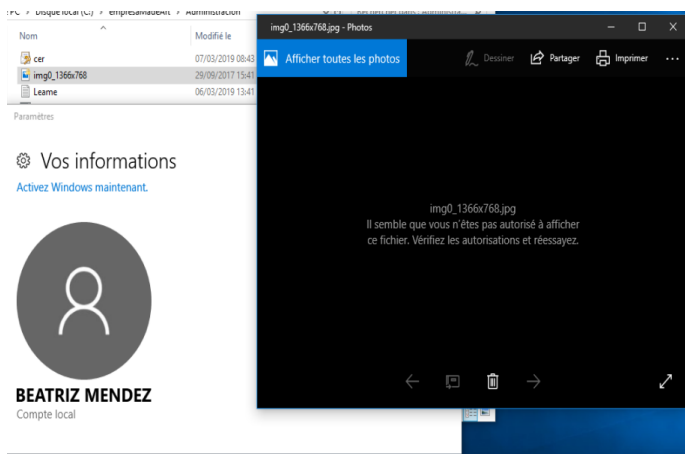 PC > Disque local (C:) > empresaMadeArt > Administracion
Nom
Modifié le
cer
07/03/2019 08:43
img0_1366x768
29/09/2017 15:41
Leame
06/03/2019 13:41
Paramètres
Vos informations
Activez Windows maintenant.
BEATRIZ MENDEZ
Compte local
img0_1366x768.jpg - Photos
Afficher toutes les photos
Dessiner
Partager
Imprimer
img0_1366x768.jpg
Il semble que vous n'êtes pas autorisé à afficher
ce fichier. Vérifiez les autorisations et réessayez.